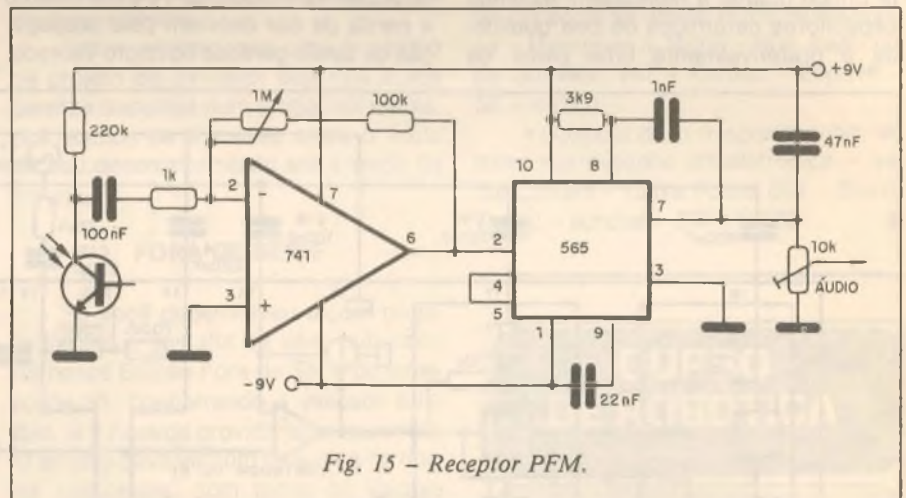 +9V
1M
100k
3k9
1nF
220k
47nF
1k
2
-
7
10
8
7
100nF
741
6
2
565
10k
3
+
4
3
AUDIO
5
1
9
-9V
22nF
Fig. 15 – Receptor PFM.